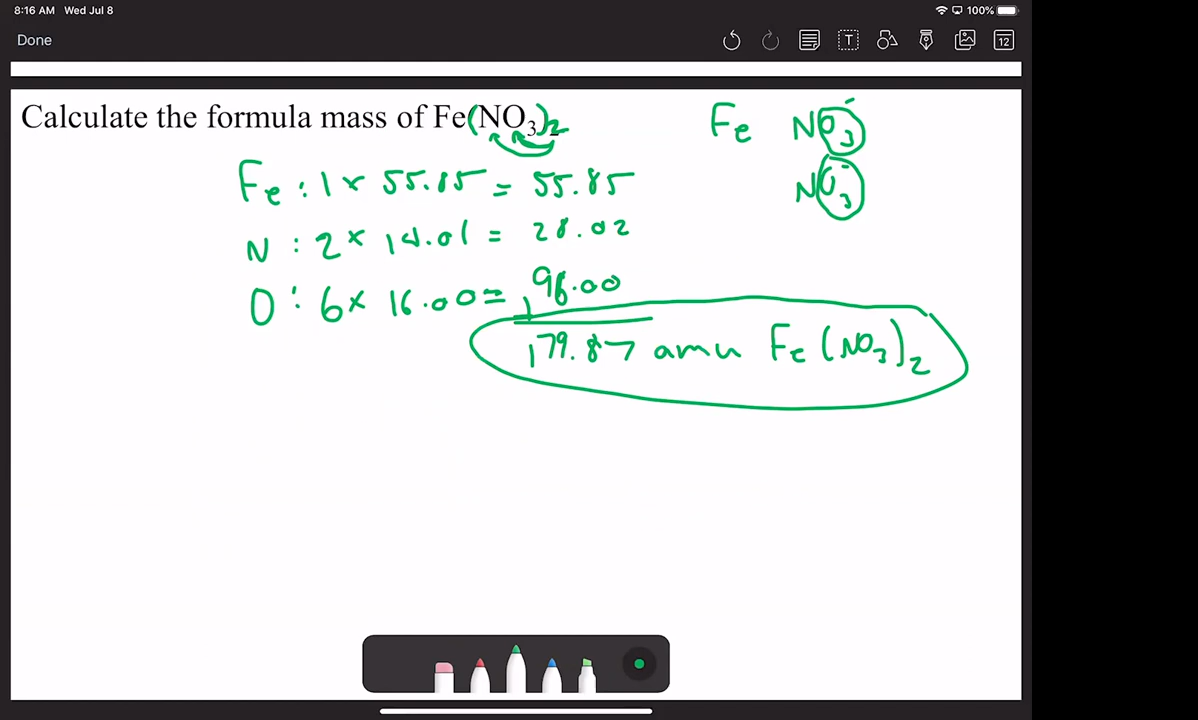 8:16 AM Wed Jul 8 100%
Done T 12
Calculate the formula mass of Fe(NO3)2
Fe NO3-
NO3-
Fe : 1 x 55.85 = 55.85
N : 2 x 14.01 = 28.02
O : 6 x 16.00 = 96.00
179.87 amu Fe(NO3)2